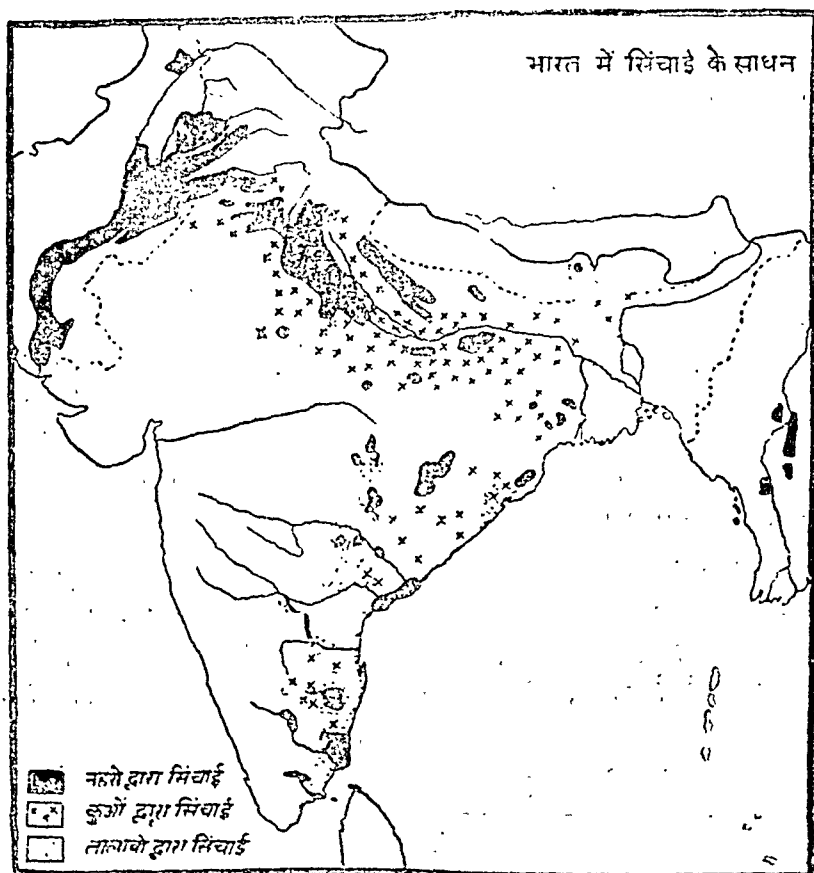 भारत में सिंचाई के साधन
नहरो द्वारा सिंचाई
कुओं द्वारा सिंचाई
तालाबो द्वारा सिंचाई